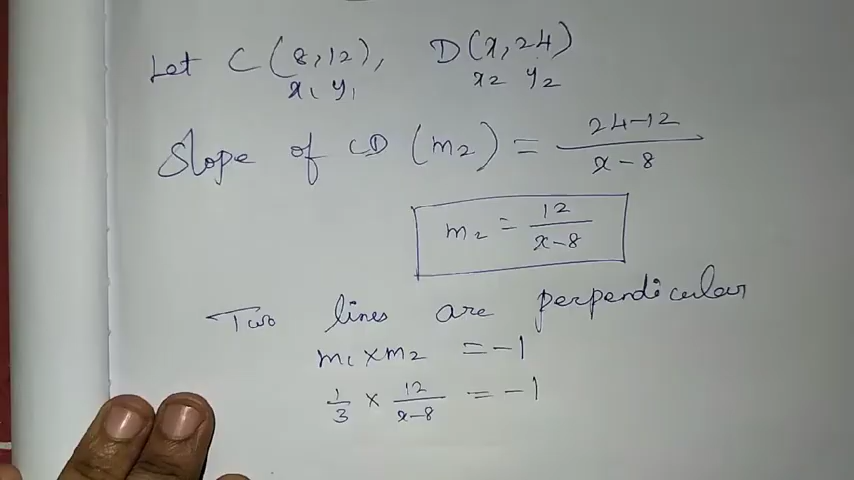 Let C(8,12), D(x,24)
x₁ y₁ x₂ y₂
Slope of CD (m₂) = (24-12)/(x-8)
m₂ = 12/(x-8)
Two lines are perpendicular
m₁ × m₂ = -1
1/3 × 12/(x-8) = -1